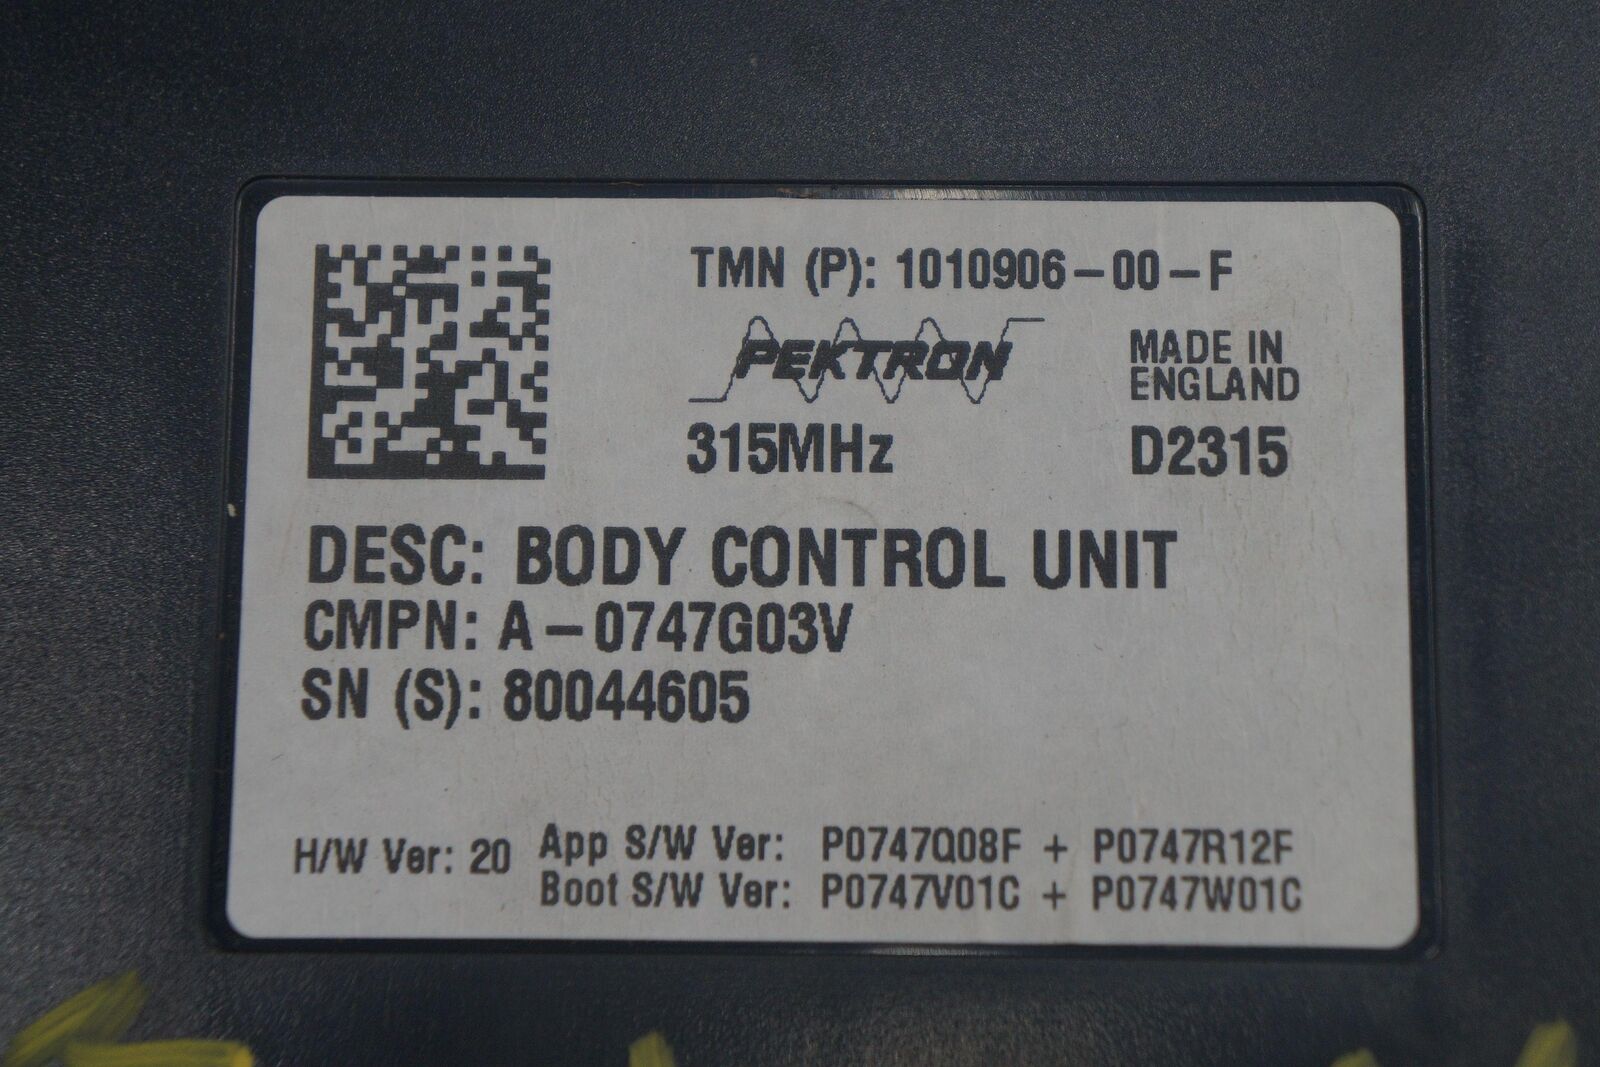 TMN (P): 1010906-00-F
PEKTRON
MADE IN
ENGLAND
315MHz
D2315
DESC: BODY CONTROL UNIT
CMPN: A-0747G03V
SN (S): 80044605
H/W Ver: 20
App S/W Ver: P0747Q08F + P0747R12F
Boot S/W Ver: P0747V01C + P0747W01C